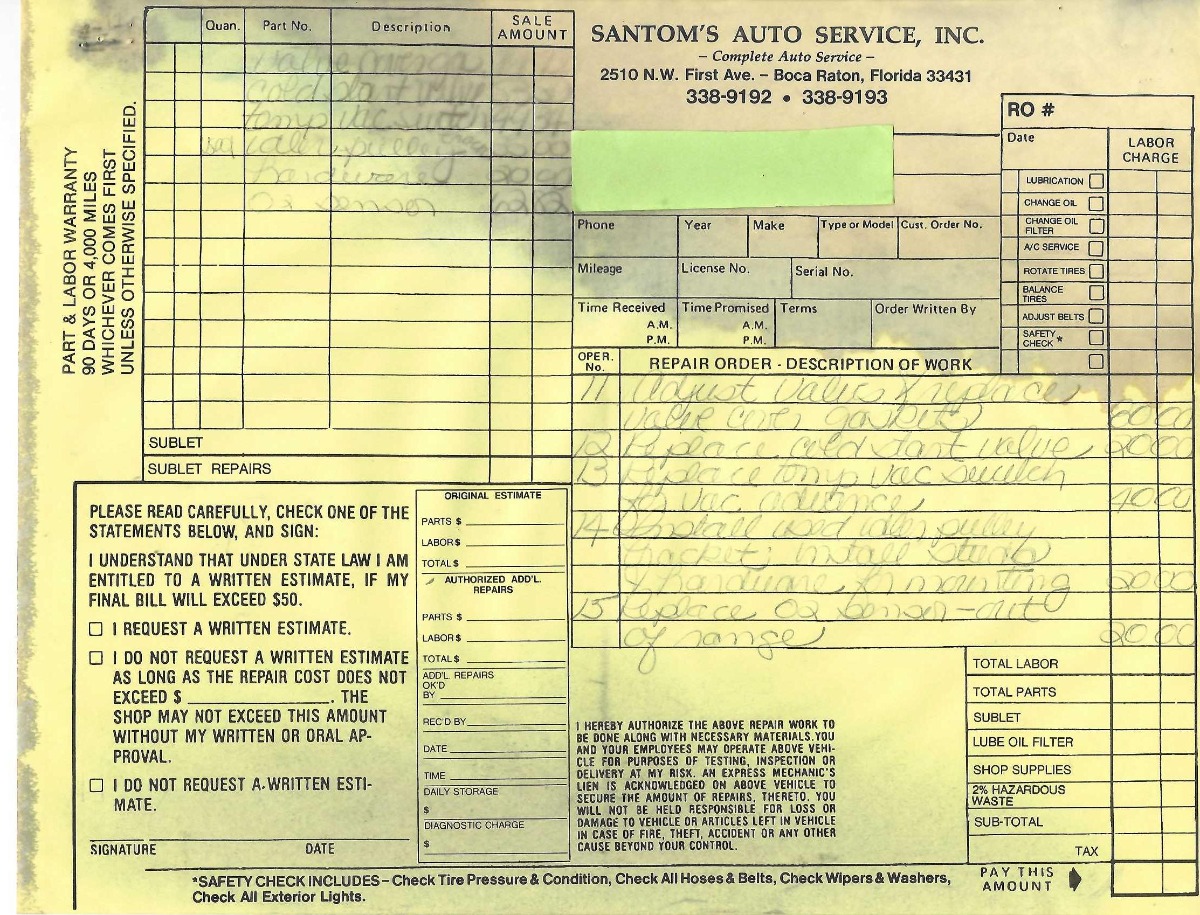 Quan. Part No. Description SALE AMOUNT
valve
cold start valve
temp vac switch
idler pulley
hardware 20 00
O2 sensor
PART & LABOR WARRANTY
90 DAYS OR 4,000 MILES
WHICHEVER COMES FIRST
UNLESS OTHERWISE SPECIFIED.
SUBLET
SUBLET REPAIRS
SANTOM'S AUTO SERVICE, INC.
– Complete Auto Service –
2510 N.W. First Ave. – Boca Raton, Florida 33431
338-9192 • 338-9193
RO #
Date
LABOR CHARGE
LUBRICATION
CHANGE OIL
CHANGE OIL FILTER
A/C SERVICE
ROTATE TIRES
BALANCE TIRES
ADJUST BELTS
SAFETY CHECK *
Phone Year Make Type or Model Cust. Order No.
Mileage License No. Serial No.
Time Received Time Promised Terms Order Written By
A.M. A.M.
P.M. P.M.
OPER. No. REPAIR ORDER - DESCRIPTION OF WORK
11 Adjust Valves & replace
valve cover gaskets 60 00
12 Replace cold start valve 20 00
13 Replace temp vac switch
for vac advance 40 00
14 Install used idler pulley
bracket; install studs
& hardware for mounting 20 00
15 Replace O2 sensor - out
of range 20 00
PLEASE READ CAREFULLY, CHECK ONE OF THE
STATEMENTS BELOW, AND SIGN:
I UNDERSTAND THAT UNDER STATE LAW I AM
ENTITLED TO A WRITTEN ESTIMATE, IF MY
FINAL BILL WILL EXCEED $50.
I REQUEST A WRITTEN ESTIMATE.
I DO NOT REQUEST A WRITTEN ESTIMATE
AS LONG AS THE REPAIR COST DOES NOT
EXCEED $ ____________. THE
SHOP MAY NOT EXCEED THIS AMOUNT
WITHOUT MY WRITTEN OR ORAL AP-
PROVAL.
I DO NOT REQUEST A WRITTEN ESTI-
MATE.
SIGNATURE DATE
ORIGINAL ESTIMATE
PARTS $
LABOR $
TOTAL $
AUTHORIZED ADD'L. REPAIRS
PARTS $
LABOR $
TOTAL $
ADD'L. REPAIRS
OK'D
BY
REC'D BY
DATE
TIME
DAILY STORAGE
$
DIAGNOSTIC CHARGE
$
I HEREBY AUTHORIZE THE ABOVE REPAIR WORK TO
BE DONE ALONG WITH NECESSARY MATERIALS.YOU
AND YOUR EMPLOYEES MAY OPERATE ABOVE VEHI-
CLE FOR PURPOSES OF TESTING, INSPECTION OR
DELIVERY AT MY RISK. AN EXPRESS MECHANIC'S
LIEN IS ACKNOWLEDGED ON ABOVE VEHICLE TO
SECURE THE AMOUNT OF REPAIRS, THERETO. YOU
WILL NOT BE HELD RESPONSIBLE FOR LOSS OR
DAMAGE TO VEHICLE OR ARTICLES LEFT IN VEHICLE
IN CASE OF FIRE, THEFT, ACCIDENT OR ANY OTHER
CAUSE BEYOND YOUR CONTROL.
TOTAL LABOR
TOTAL PARTS
SUBLET
LUBE OIL FILTER
SHOP SUPPLIES
2% HAZARDOUS WASTE
SUB-TOTAL
TAX
PAY THIS AMOUNT
*SAFETY CHECK INCLUDES – Check Tire Pressure & Condition, Check All Hoses & Belts, Check Wipers & Washers,
Check All Exterior Lights.